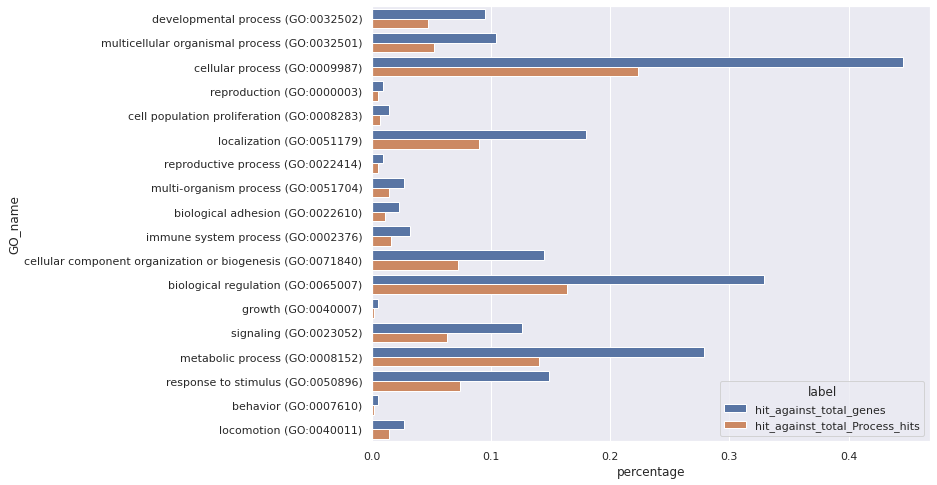 developmental process (GO:0032502)
multicellular organismal process (GO:0032501)
cellular process (GO:0009987)
reproduction (GO:0000003)
cell population proliferation (GO:0008283)
localization (GO:0051179)
reproductive process (GO:0022414)
multi-organism process (GO:0051704)
biological adhesion (GO:0022610)
immune system process (GO:0002376)
cellular component organization or biogenesis (GO:0071840)
biological regulation (GO:0065007)
growth (GO:0040007)
signaling (GO:0023052)
metabolic process (GO:0008152)
response to stimulus (GO:0050896)
behavior (GO:0007610)
locomotion (GO:0040011)
GO_name
label
hit_against_total_genes
hit_against_total_Process_hits
0.0 0.1 0.2 0.3 0.4
percentage